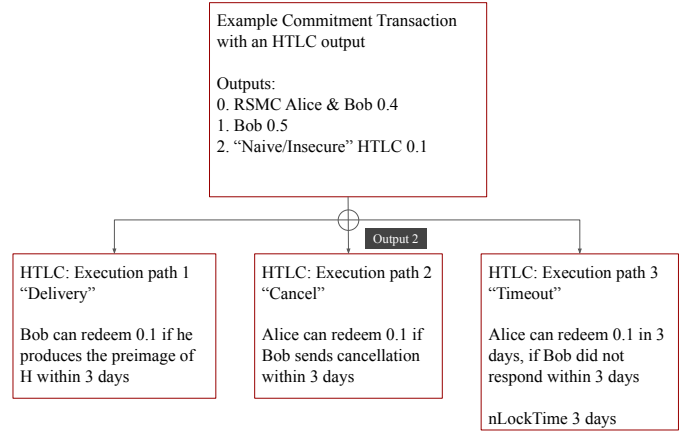 Example Commitment Transaction
with an HTLC output
Outputs:
0. RSMC Alice & Bob 0.4
1. Bob 0.5
2. “Naive/Insecure” HTLC 0.1
Output 2
HTLC: Execution path 1
“Delivery”
Bob can redeem 0.1 if he
produces the preimage of
H within 3 days
HTLC: Execution path 2
“Cancel”
Alice can redeem 0.1 if
Bob sends cancellation
within 3 days
HTLC: Execution path 3
“Timeout”
Alice can redeem 0.1 in 3
days, if Bob did not
respond within 3 days
nLockTime 3 days